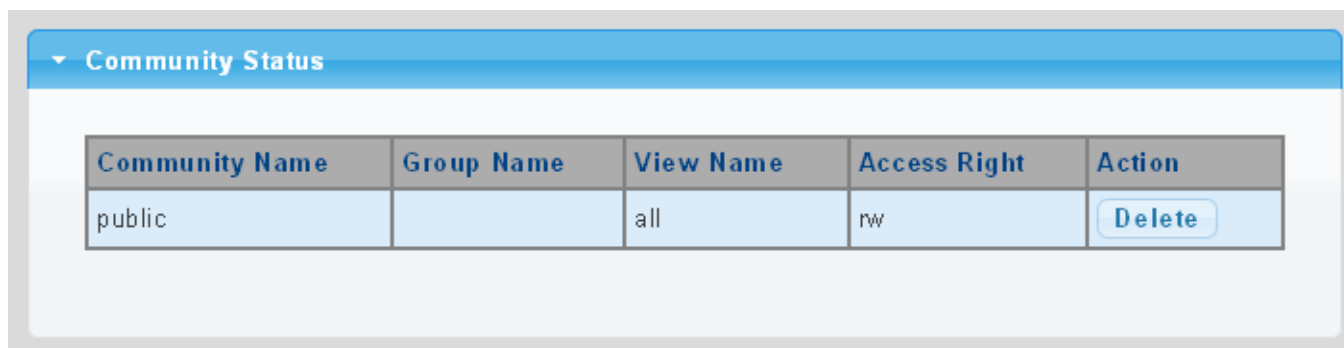 Community Status
Community Name Group Name View Name Access Right Action
public all rw Delete